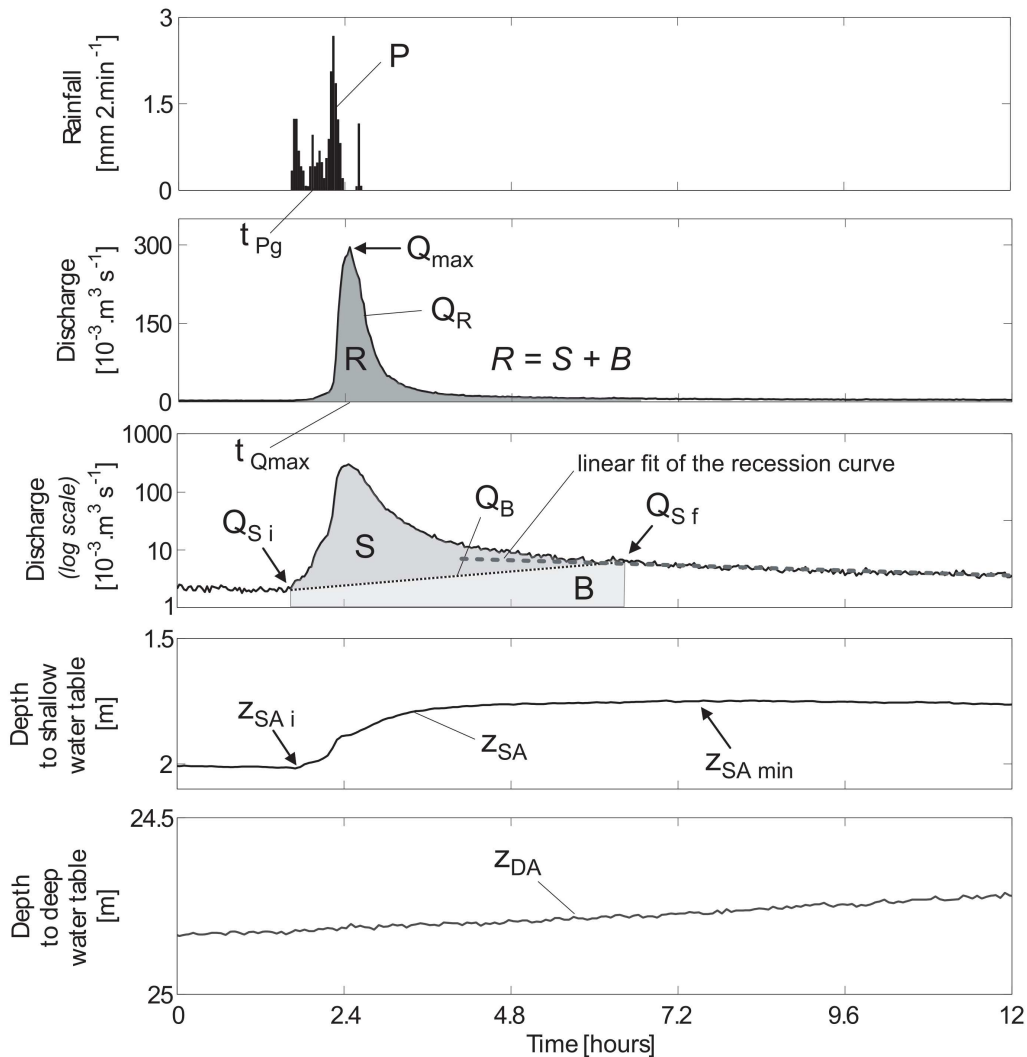 Rainfall
[mm 2.min⁻¹]
3
1.5
0
P
t Pg
Discharge
[10⁻³.m³ s⁻¹]
300
150
0
Q max
Q R
R
R = S + B
t Qmax
Discharge
(log scale)
[10⁻³.m³ s⁻¹]
1000
100
10
1
linear fit of the recession curve
Q S i
Q B
Q S f
S
B
Depth
to shallow
water table
[m]
1.5
2
z SA i
z SA
z SA min
Depth
to deep
water table
[m]
24.5
25
z DA
0 2.4 4.8 7.2 9.6 12
Time [hours]